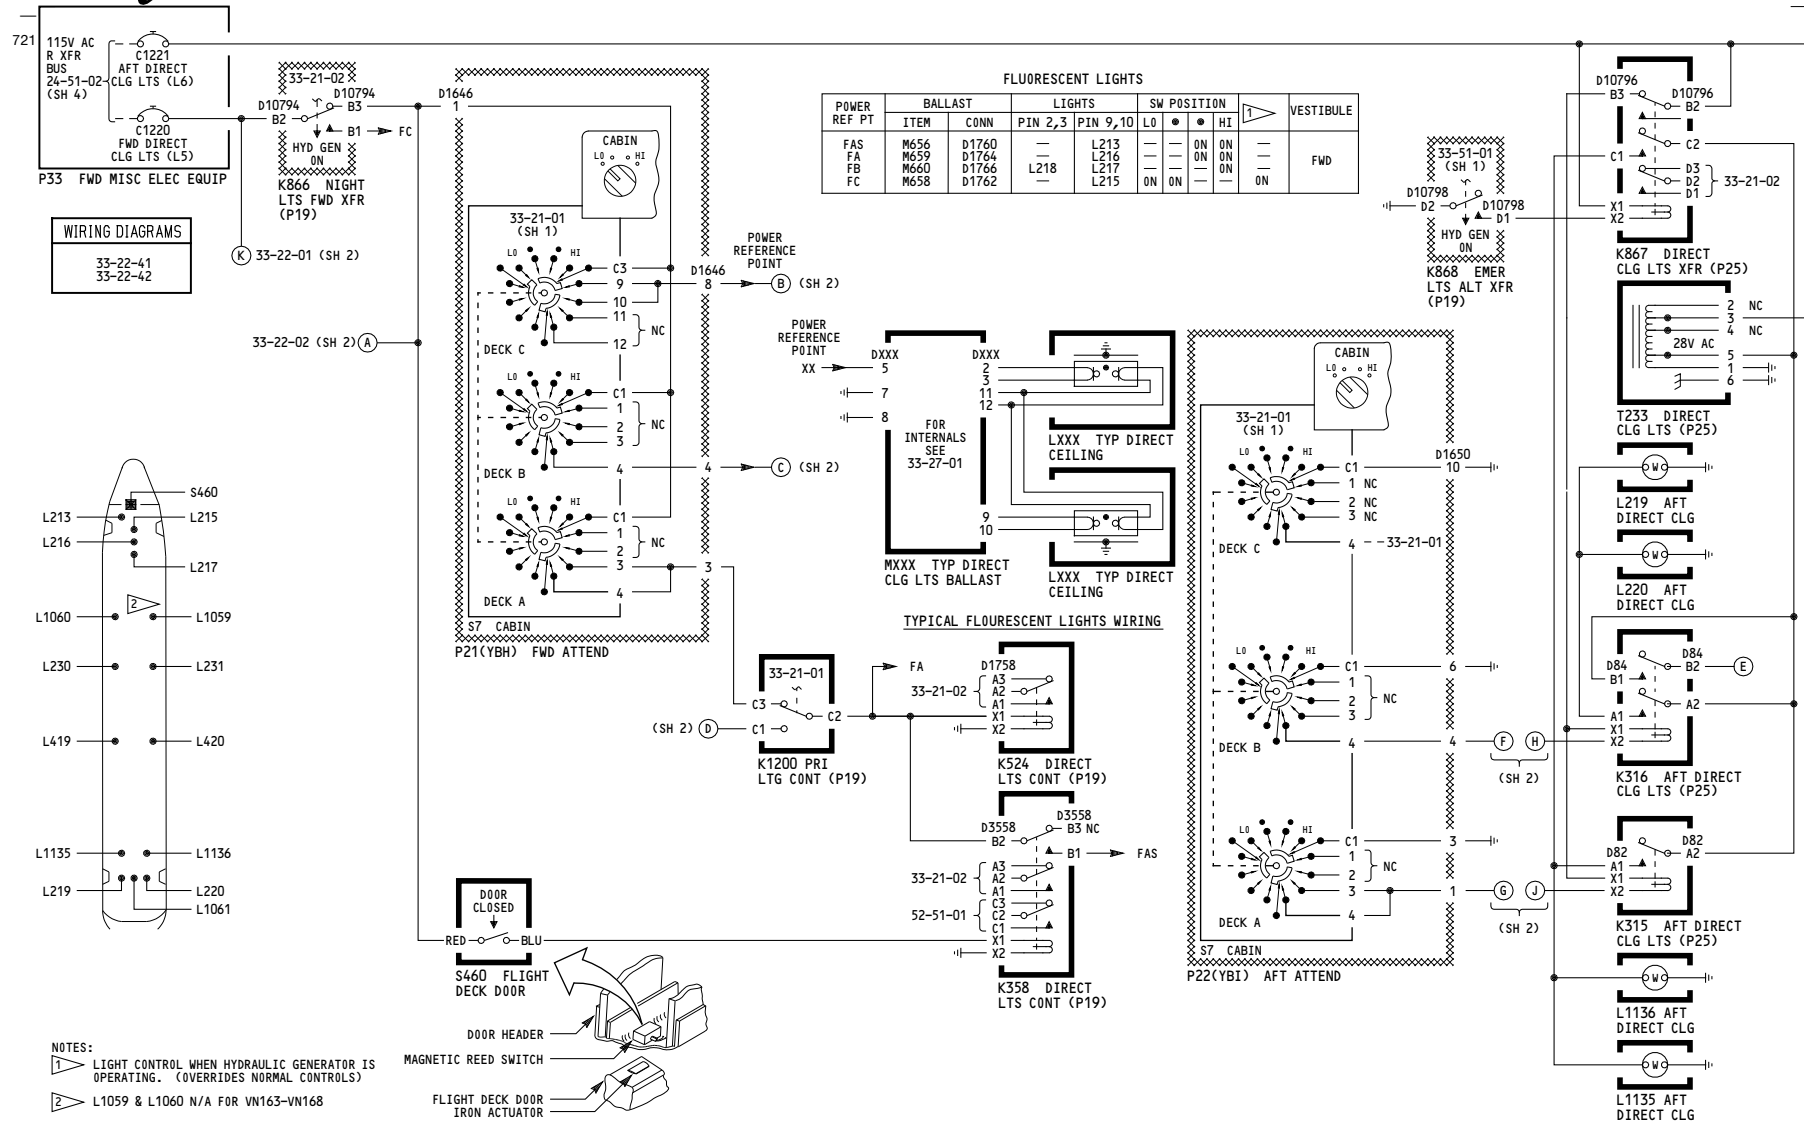 721
115V AC
R XFR
BUS
24-51-02
(SH 4)
C1221
AFT DIRECT
CLG LTS (L6)
C1220
FWD DIRECT
CLG LTS (L5)
P33 FWD MISC ELEC EQUIP
WIRING DIAGRAMS
33-22-41
33-22-42
33-21-02
D10794
D10794
B3
B2
B1
FC
HYD GEN
ON
K866 NIGHT
LTS FWD XFR
(P19)
K 33-22-01 (SH 2)
33-22-02 (SH 2) A
D1646
1
CABIN
LO HI
33-21-01
(SH 1)
LO HI
C3
9
10
11
12
NC
DECK C
D1646
8
POWER
REFERENCE
POINT
B (SH 2)
LO HI
C1
1
2
3
NC
4
DECK B
4
C (SH 2)
LO HI
C1
1
2
NC
3
4
DECK A
3
S7 CABIN
P21(YBH) FWD ATTEND
FLUORESCENT LIGHTS
POWER REF PT BALLAST LIGHTS SW POSITION 1 VESTIBULE
ITEM CONN PIN 2,3 PIN 9,10 LO HI
FAS M656 D1760 — L213 — — ON ON —
FA M659 D1764 — L216 — — ON ON —
FB M660 D1766 L218 L217 — — — ON —
FC M658 D1762 L215 ON ON — — ON
FWD
POWER
REFERENCE
POINT
XX
DXXX DXXX
5 2
3
7 11
12
8
FOR
INTERNALS
SEE
33-27-01
9
10
MXXX TYP DIRECT
CLG LTS BALLAST
LXXX TYP DIRECT
CEILING
LXXX TYP DIRECT
CEILING
TYPICAL FLOURESCENT LIGHTS WIRING
33-21-01
C3
C2
(SH 2) D C1
K1200 PRI
LTG CONT (P19)
FA
D1758
33-21-02
A3
A2
A1
X1
X2
K524 DIRECT
LTS CONT (P19)
D3558
D3558
B3 NC
B2
B1
FAS
33-21-02
A3
A2
A1
52-51-01
C3
C2
C1
X1
X2
K358 DIRECT
LTS CONT (P19)
DOOR
CLOSED
RED BLU
S460 FLIGHT
DECK DOOR
DOOR HEADER
MAGNETIC REED SWITCH
FLIGHT DECK DOOR
IRON ACTUATOR
S460
L213 L215
L216
L217
2
L1060 L1059
L230 L231
L419 L420
L1135 L1136
L219 L220
L1061
NOTES:
1 LIGHT CONTROL WHEN HYDRAULIC GENERATOR IS
OPERATING. (OVERRIDES NORMAL CONTROLS)
2 L1059 & L1060 N/A FOR VN163-VN168
CABIN
LO HI
33-21-01
(SH 1)
LO HI
C1
1 NC
2 NC
3 NC
4 33-21-01
DECK C
D1650
10
LO HI
C1
1
2
3
NC
4
DECK B
6
4
F H
(SH 2)
LO HI
C1
1
2
NC
3
4
DECK A
3
1
G J
(SH 2)
S7 CABIN
P22(YBI) AFT ATTEND
33-51-01
(SH 1)
D10798
D2
D10798
D1
HYD GEN
ON
K868 EMER
LTS ALT XFR
(P19)
D10796
B3
D10796
B2
C2
C1
D3
D2
D1
33-21-02
X1
X2
K867 DIRECT
CLG LTS XFR (P25)
2 NC
3
4 NC
28V AC
5
1
6
T233 DIRECT
CLG LTS (P25)
W
L219 AFT
DIRECT CLG
W
L220 AFT
DIRECT CLG
D84
D84
B2 E
B1
A2
A1
X1
X2
K316 AFT DIRECT
CLG LTS (P25)
D82
D82
A2
A1
X1
X2
K315 AFT DIRECT
CLG LTS (P25)
W
L1136 AFT
DIRECT CLG
W
L1135 AFT
DIRECT CLG